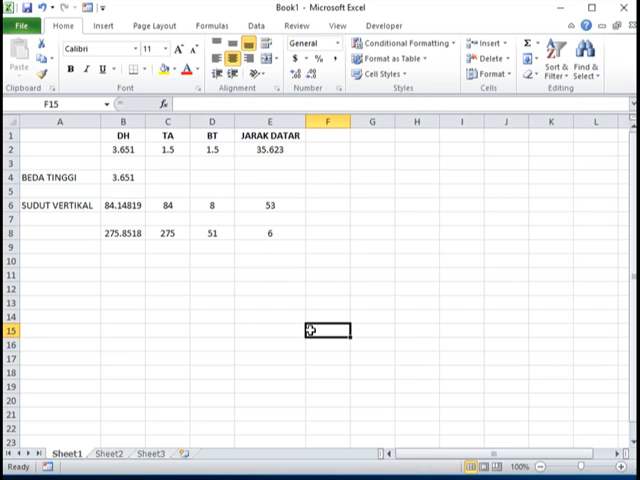 Book1 - Microsoft Excel
File Home Insert Page Layout Formulas Data Review View Developer
Paste
Calibri 11 A A
B I U A
General
$ % ,
Conditional Formatting
Format as Table
Cell Styles
Insert
Delete
Format
Σ
Sort & Filter
Find & Select
Clipboard Font Alignment Number Styles Cells Editing
F15 fx
A B C D E F G H I J K L
1 DH TA BT JARAK DATAR
2 3.651 1.5 1.5 35.623
3
4 BEDA TINGGI 3.651
5
6 SUDUT VERTIKAL 84.14819 84 8 53
7
8 275.8518 275 51 6
9
10
11
12
13
14
15
16
17
18
19
20
21
22
23
Sheet1 Sheet2 Sheet3
Ready 100%